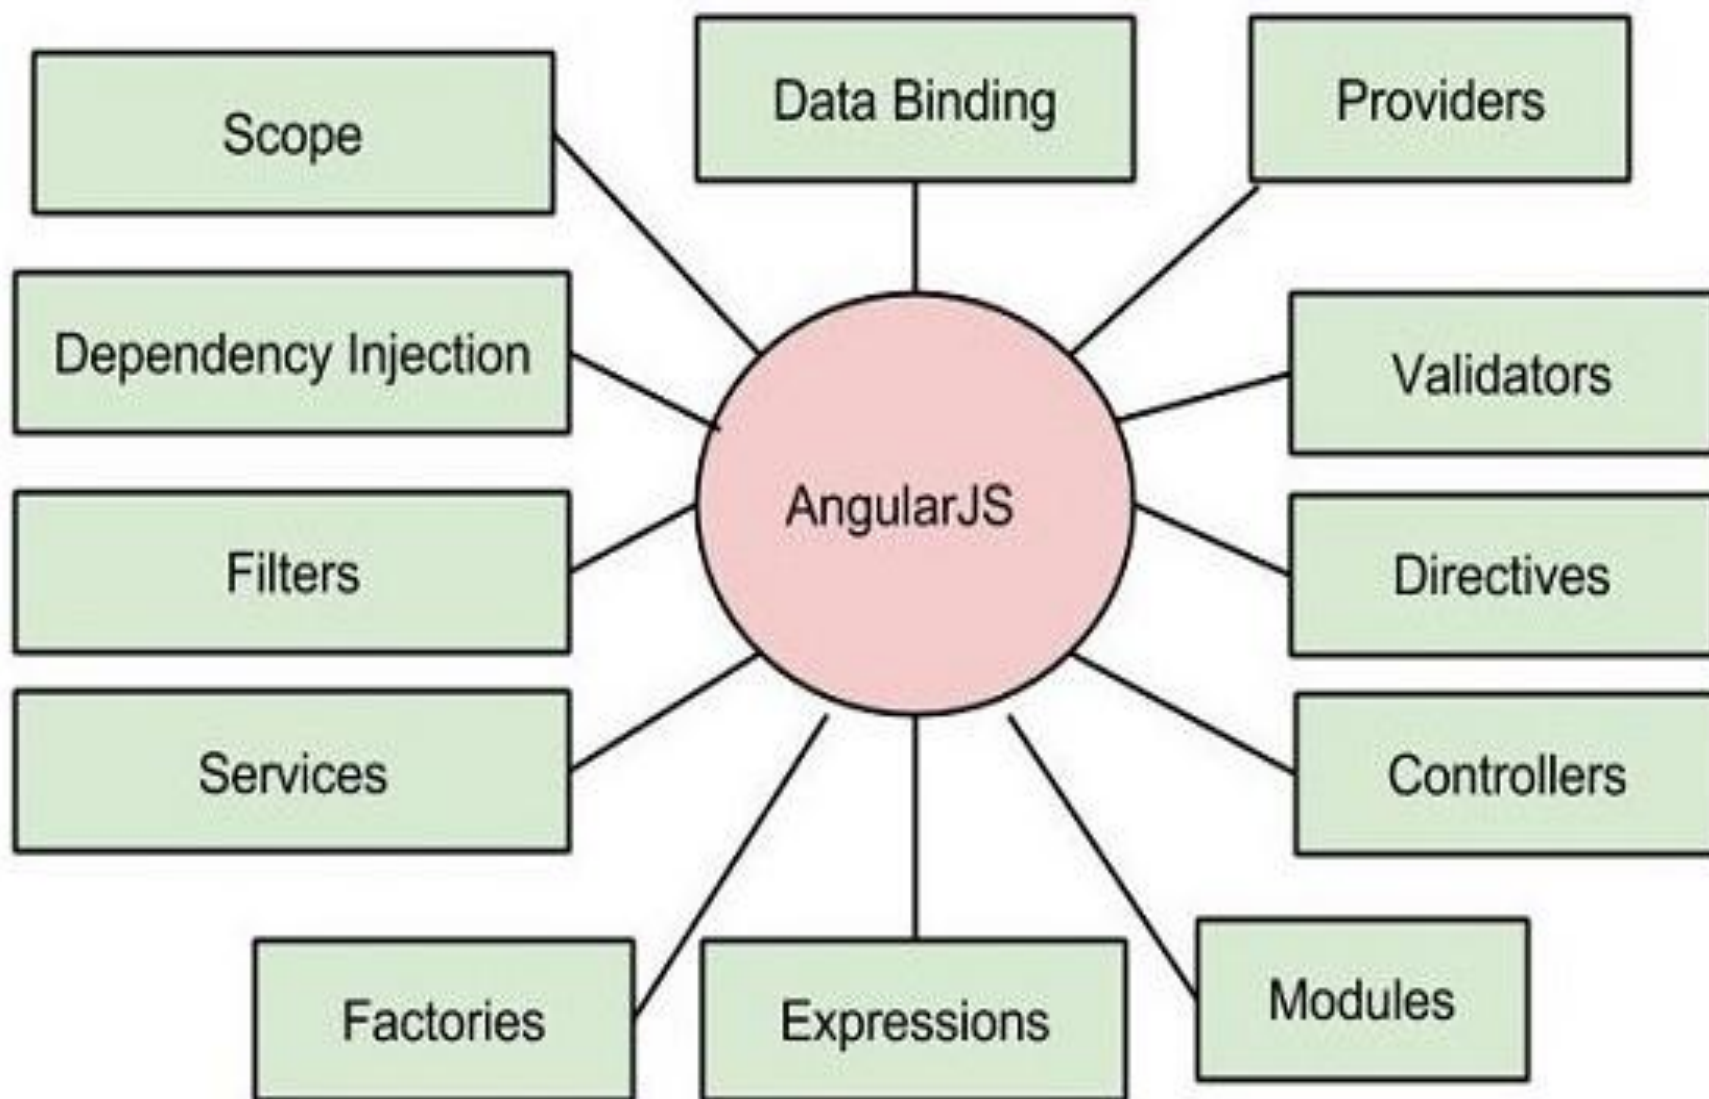 Data Binding
Providers
Scope
Dependency Injection
Validators
AngularJS
Filters
Directives
Services
Controllers
Factories
Expressions
Modules